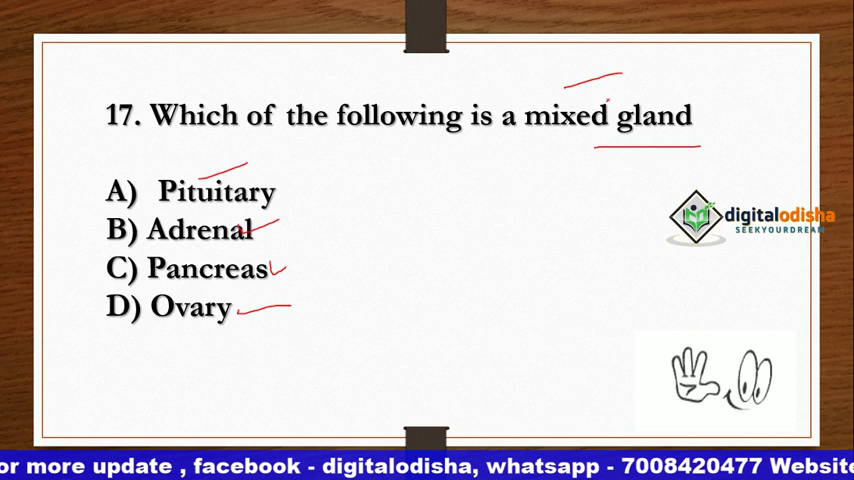 17. Which of the following is a mixed gland
A) Pituitary
B) Adrenal
C) Pancreas
D) Ovary
digitalodisha
SEEKYOURDREAM
or more update , facebook - digitalodisha, whatsapp - 7008420477 Website